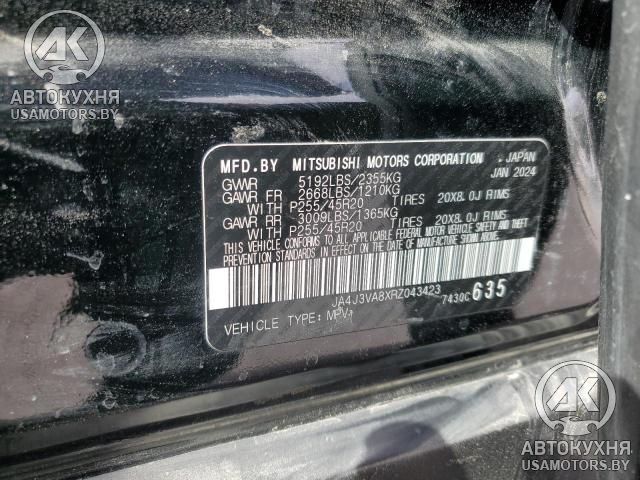 AK
АВТОКУХНЯ
USAMOTORS.BY
MFD.BY MITSUBISHI MOTORS CORPORATION , JAPAN
GVWR 5192LBS/2355KG JAN 2024
GAWR FR 2668LBS/1210KG
WITH P255/45R20 TIRES 20X8.0J RIMS
GAWR RR 3009LBS/1365KG
WITH P255/45R20 TIRES 20X8.0J RIMS
THIS VEHICLE CONFORMS TO ALL APPLICABLE FEDERAL MOTOR VEHICLE SAFETY AND THEFT
PREVENTION STANDARDS IN EFFECT ON THE DATE OF MANUFACTURE SHOWN ABOVE.
JA4J3VA8XRZ043423
7430C 635
VEHICLE TYPE: MPV
AK
АВТОКУХНЯ
USAMOTORS.BY